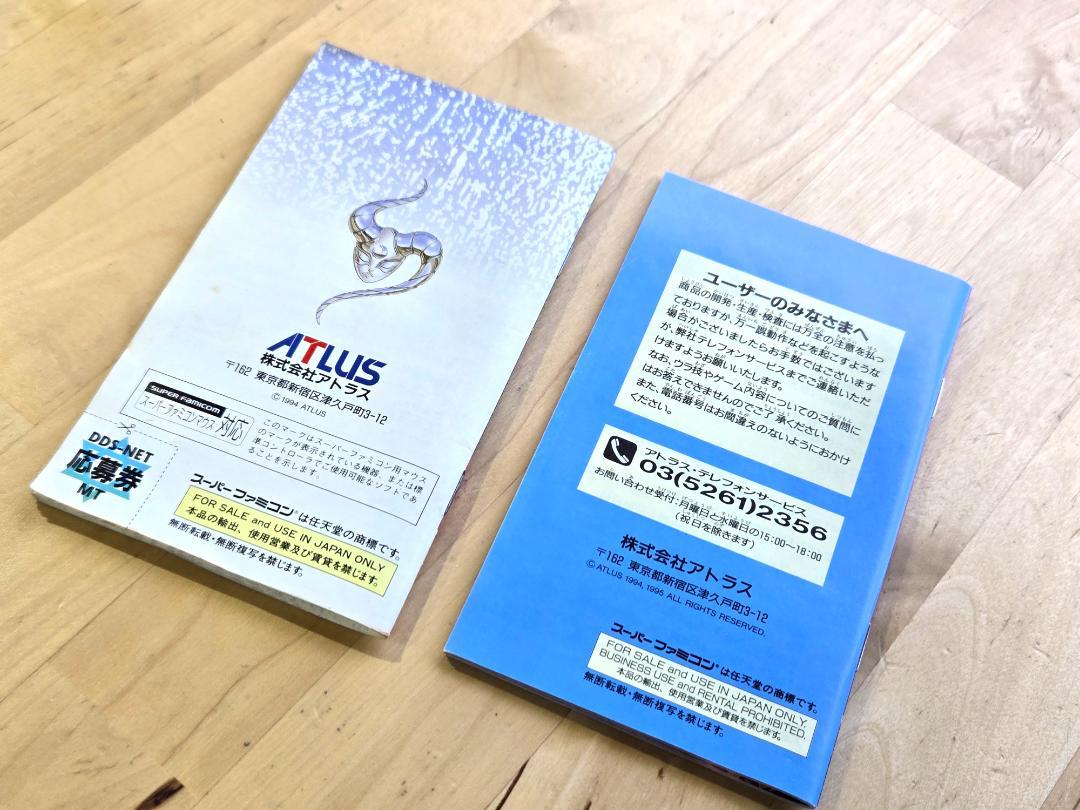 ATLUS
株式会社アトラス
〒162 東京都新宿区津久戸町3-12
© 1994 ATLUS
SUPER FAMICOM
スーパーファミコンマウス 対応
このマークはスーパーファミコン用マウス
のマークが表示されている機器、または標
準コントローラでご使用可能なソフトであ
ることを示します。
DDS-NET
応募券
MT
スーパーファミコン®は任天堂の商標です。
FOR SALE and USE IN JAPAN ONLY
本品の輸出、使用営業及び賃貸を禁じます。
無断転載・無断複写を禁じます。
ユーザーのみなさまへ
商品の開発・生産・検査には万全の注意を払っ
ておりますが、万一誤動作などを起こすような
場合がございましたらお手数ではございます
が、弊社テレフォンサービスまでご連絡いただ
けますようお願いいたします。
なお、ウラ技やゲーム内容についてのご質問に
はお答えできませんのでご了承ください。
また、電話番号はお間違えのないようにおかけ
ください。
アトラス・テレフォンサービス
03(5261)2356
お問い合わせ受付:月曜日と水曜日の15:00～18:00
(祝日を除きます)
株式会社アトラス
〒162 東京都新宿区津久戸町3-12
© ATLUS 1994, 1995 ALL RIGHTS RESERVED.
スーパーファミコン®は任天堂の商標です。
FOR SALE and USE IN JAPAN ONLY.
BUSINESS USE and RENTAL PROHIBITED.
本品の輸出、使用営業及び賃貸を禁じます。
無断転載・無断複写を禁じます。